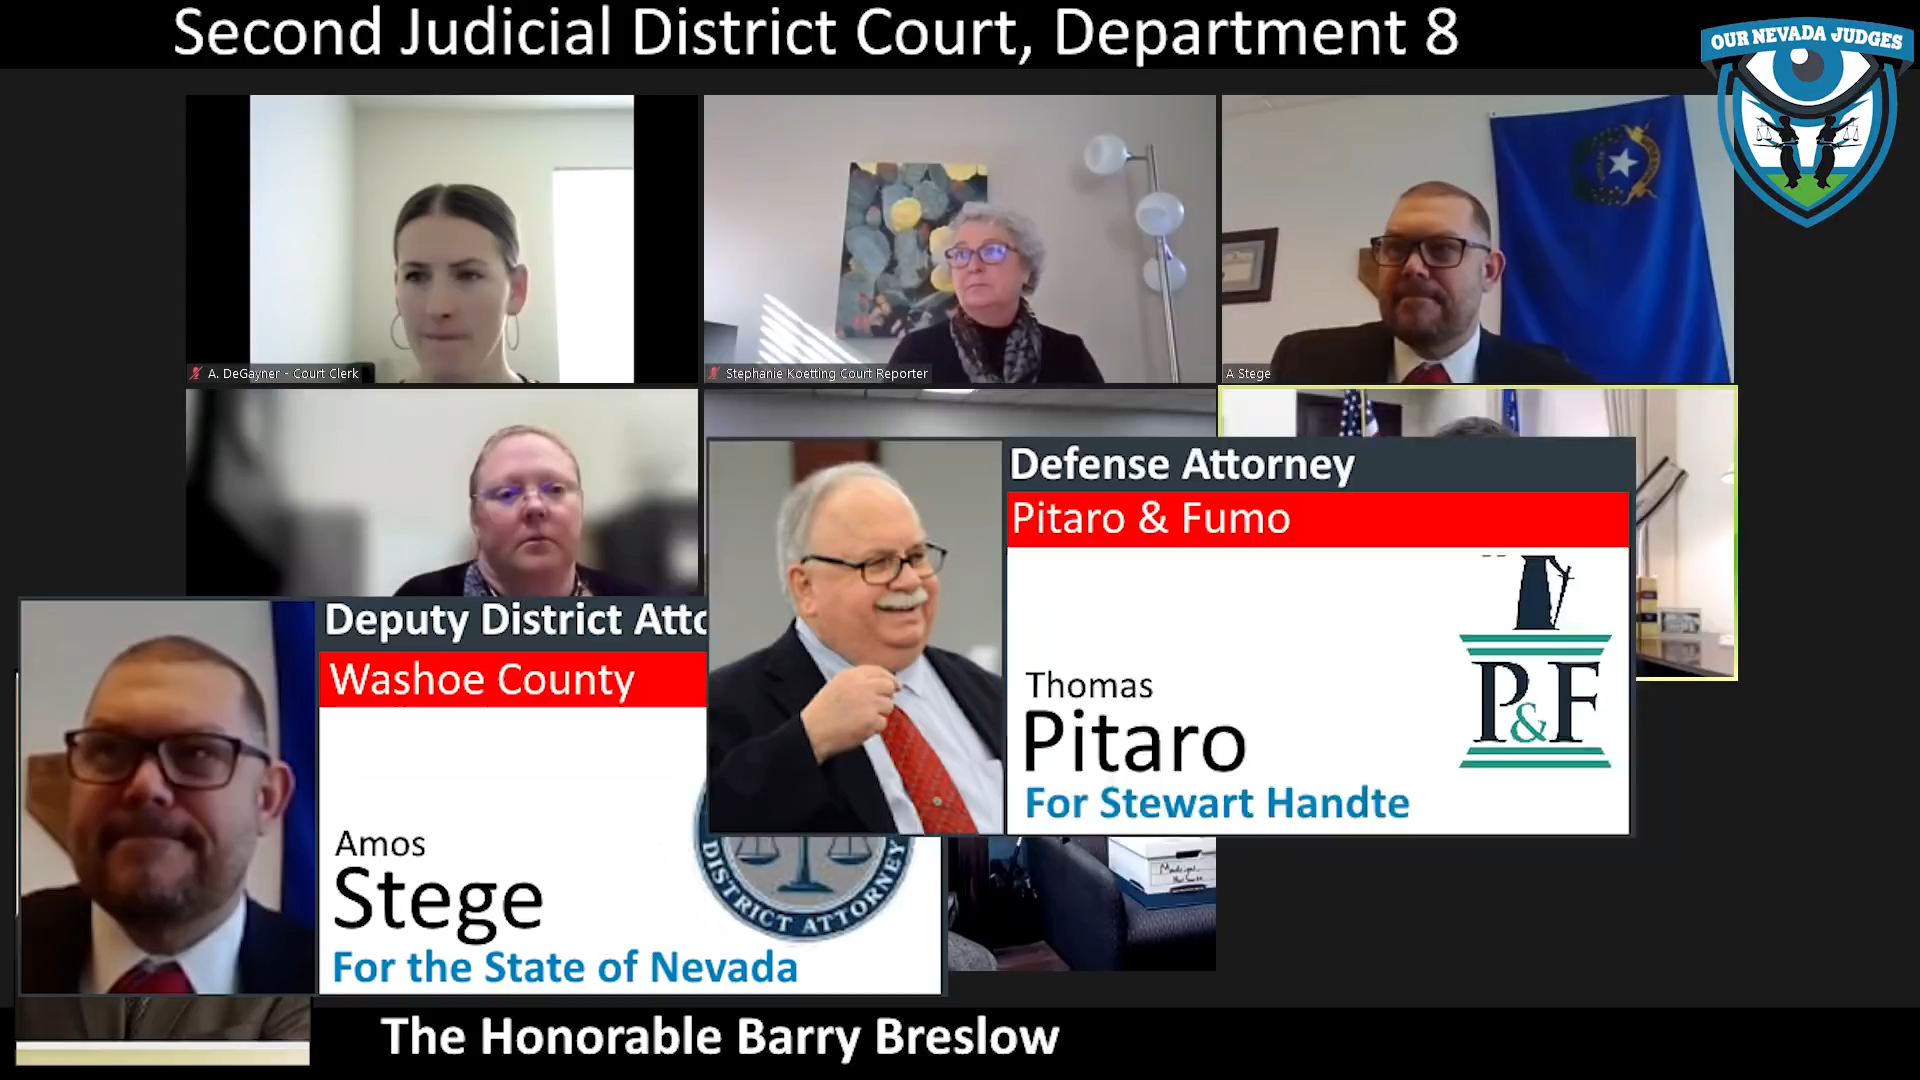 Second Judicial District Court, Department 8
OUR NEVADA JUDGES
A. DeGayner - Court Clerk
Stephanie Koetting Court Reporter
A Stege
Defense Attorney
Pitaro & Fumo
Thomas
Pitaro
For Stewart Handte
P&F
Deputy District Atto
Washoe County
Amos
Stege
For the State of Nevada
DISTRICT ATTORNEY
The Honorable Barry Breslow